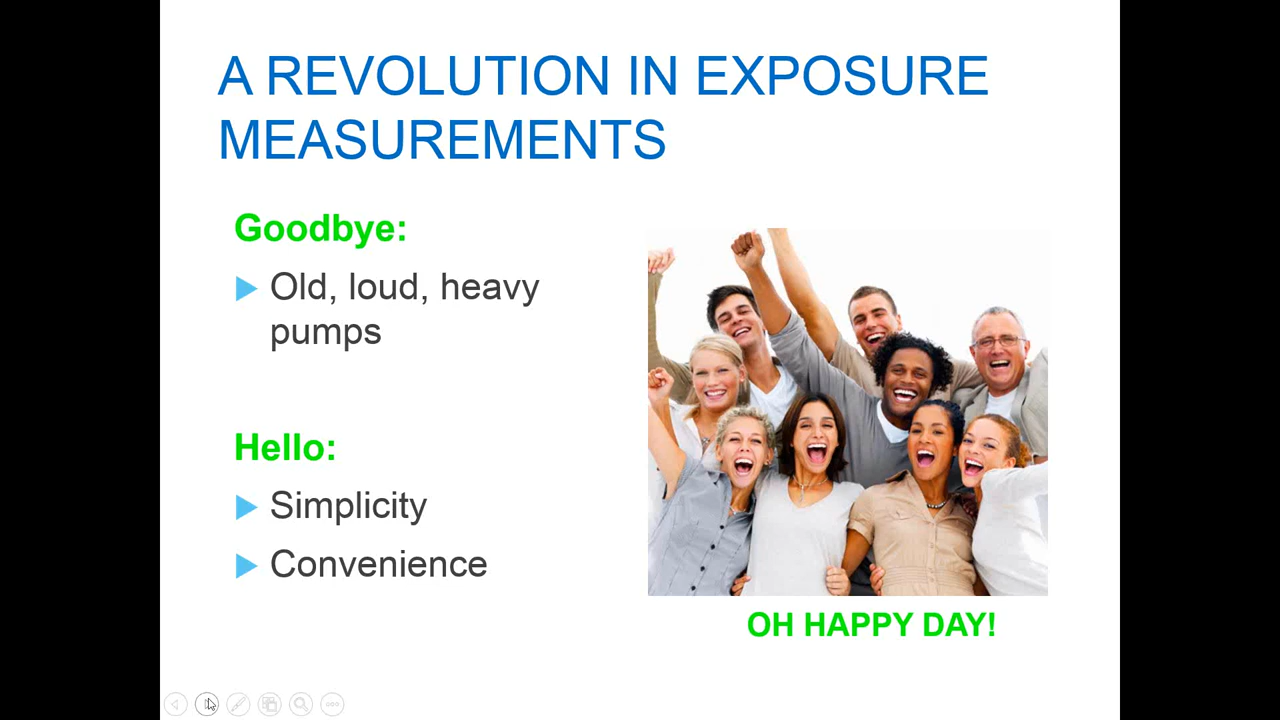 A REVOLUTION IN EXPOSURE
MEASUREMENTS
Goodbye:
Old, loud, heavy
pumps
Hello:
Simplicity
Convenience
OH HAPPY DAY!